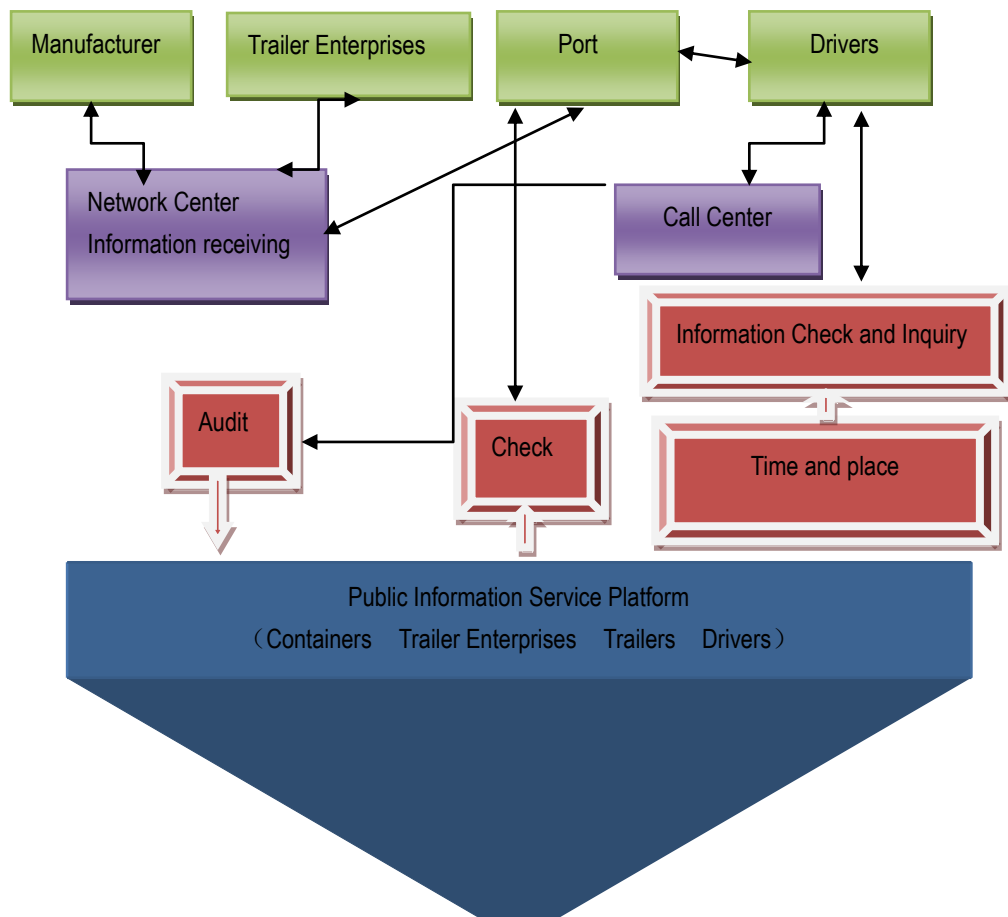 Manufacturer
Trailer Enterprises
Port
Drivers
Network Center
Information receiving
Call Center
Information Check and Inquiry
Audit
Check
Time and place
Public Information Service Platform
（Containers Trailer Enterprises Trailers Drivers）